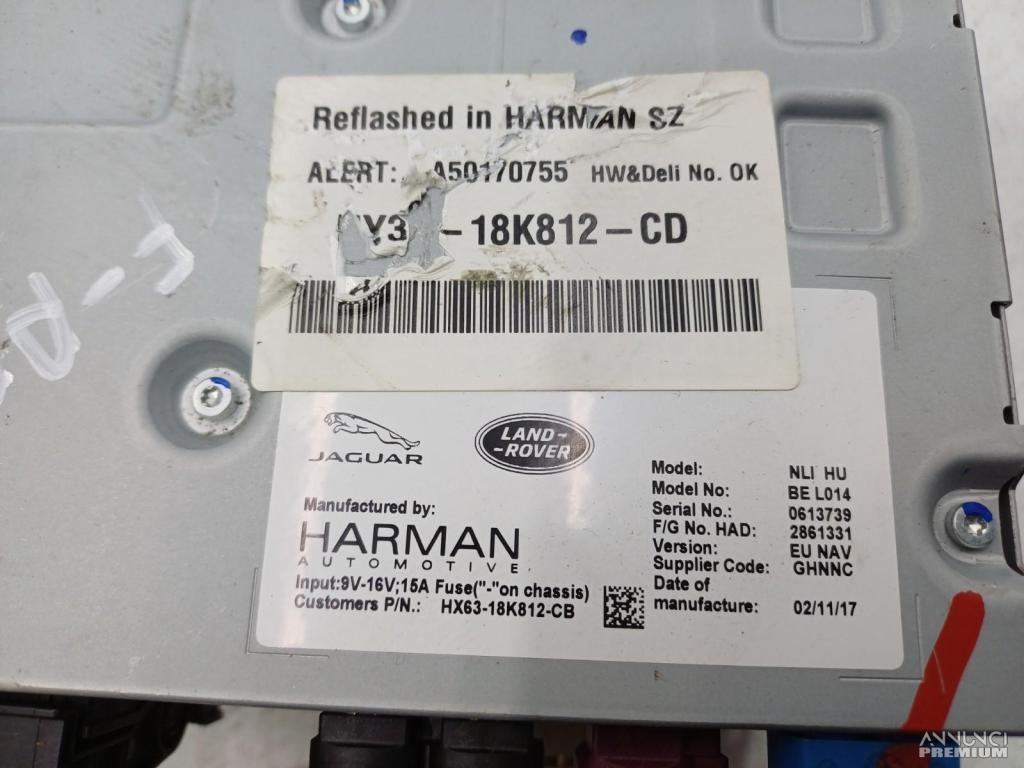 Reflashed in HARMAN SZ
ALERT: A50170755 HW&Deli No. OK
-18K812-CD
JAGUAR
LAND-
-ROVER
Manufactured by:
HARMAN
AUTOMOTIVE
Input:9V-16V;15A Fuse("-"on chassis)
Customers P/N.: HX63-18K812-CB
Model: NLI HU
Model No: BE L014
Serial No.: 0613739
F/G No. HAD: 2861331
Version: EU NAV
Supplier Code: GHNNC
Date of
manufacture: 02/11/17
ANNUNCI
PREMIUM